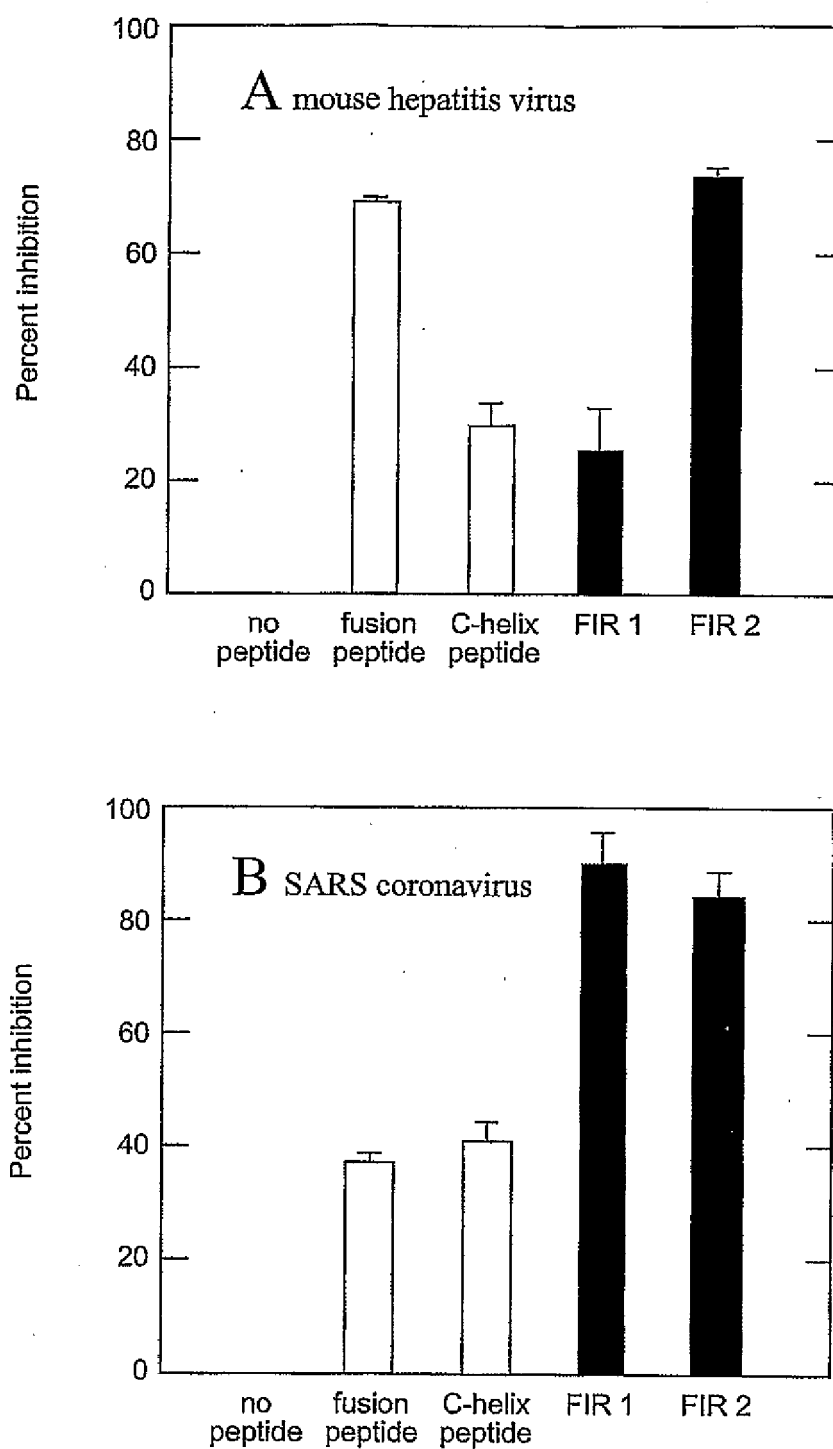 100
A mouse hepatitis virus
80
60
Percent inhibition
40
20
0
no peptide
fusion peptide
C-helix peptide
FIR 1
FIR 2
100
B SARS coronavirus
80
60
Percent inhibition
40
20
0
no peptide
fusion peptide
C-helix peptide
FIR 1
FIR 2